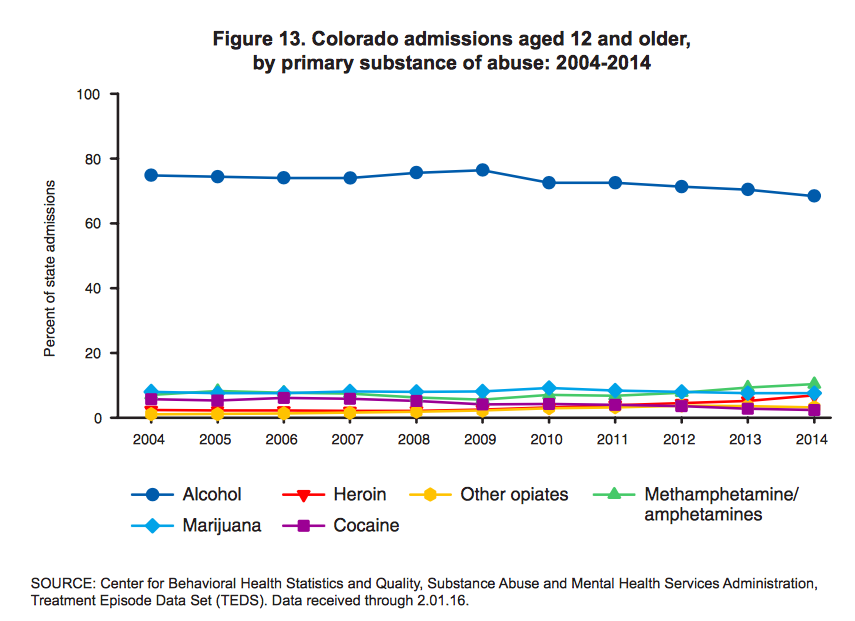 Figure 13. Colorado admissions aged 12 and older,
by primary substance of abuse: 2004-2014
Percent of state admissions
100
80
60
40
20
0
2004 2005 2006 2007 2008 2009 2010 2011 2012 2013 2014
Alcohol Heroin Other opiates Methamphetamine/
amphetamines
Marijuana Cocaine
SOURCE: Center for Behavioral Health Statistics and Quality, Substance Abuse and Mental Health Services Administration,
Treatment Episode Data Set (TEDS). Data received through 2.01.16.